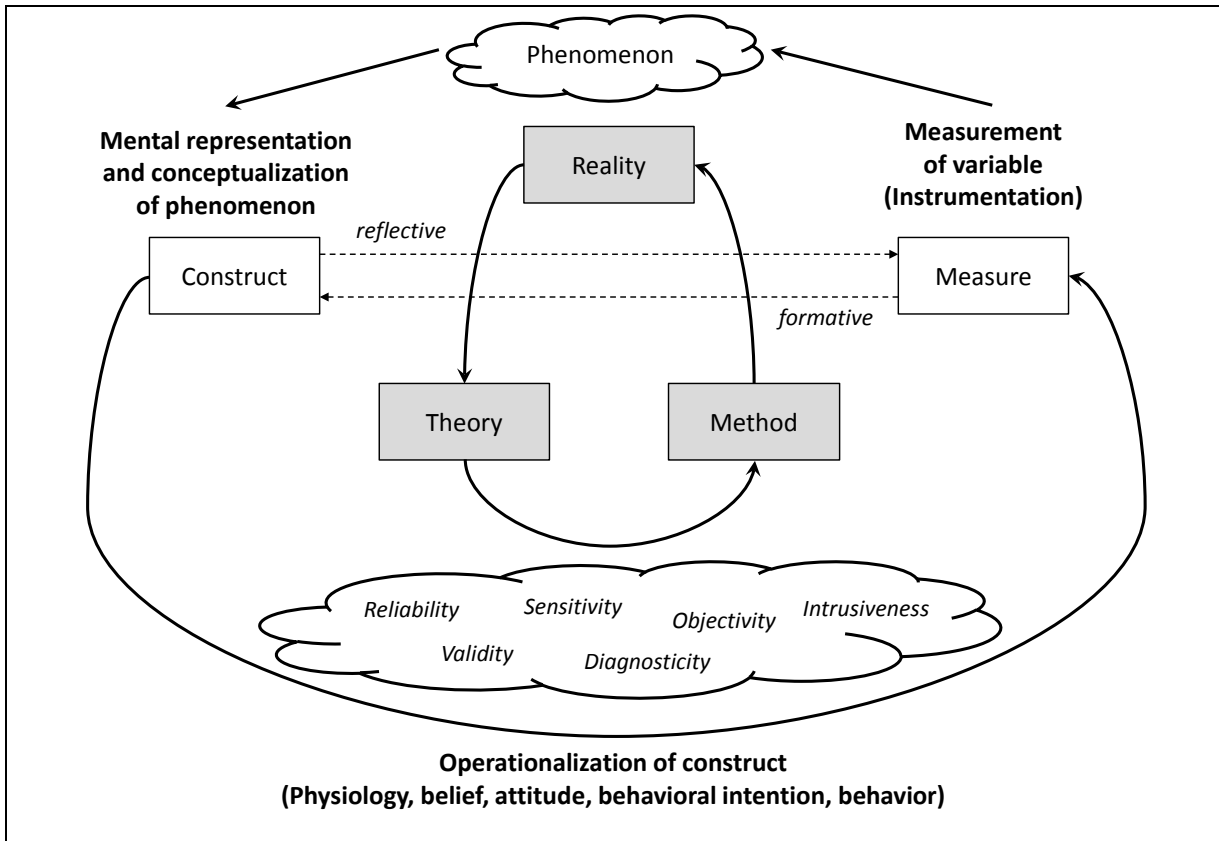 Phenomenon
Mental representation
and conceptualization
of phenomenon
Measurement
of variable
(Instrumentation)
Reality
reflective
Construct
Measure
formative
Theory
Method
Reliability
Sensitivity
Objectivity
Intrusiveness
Validity
Diagnosticity
Operationalization of construct
(Physiology, belief, attitude, behavioral intention, behavior)